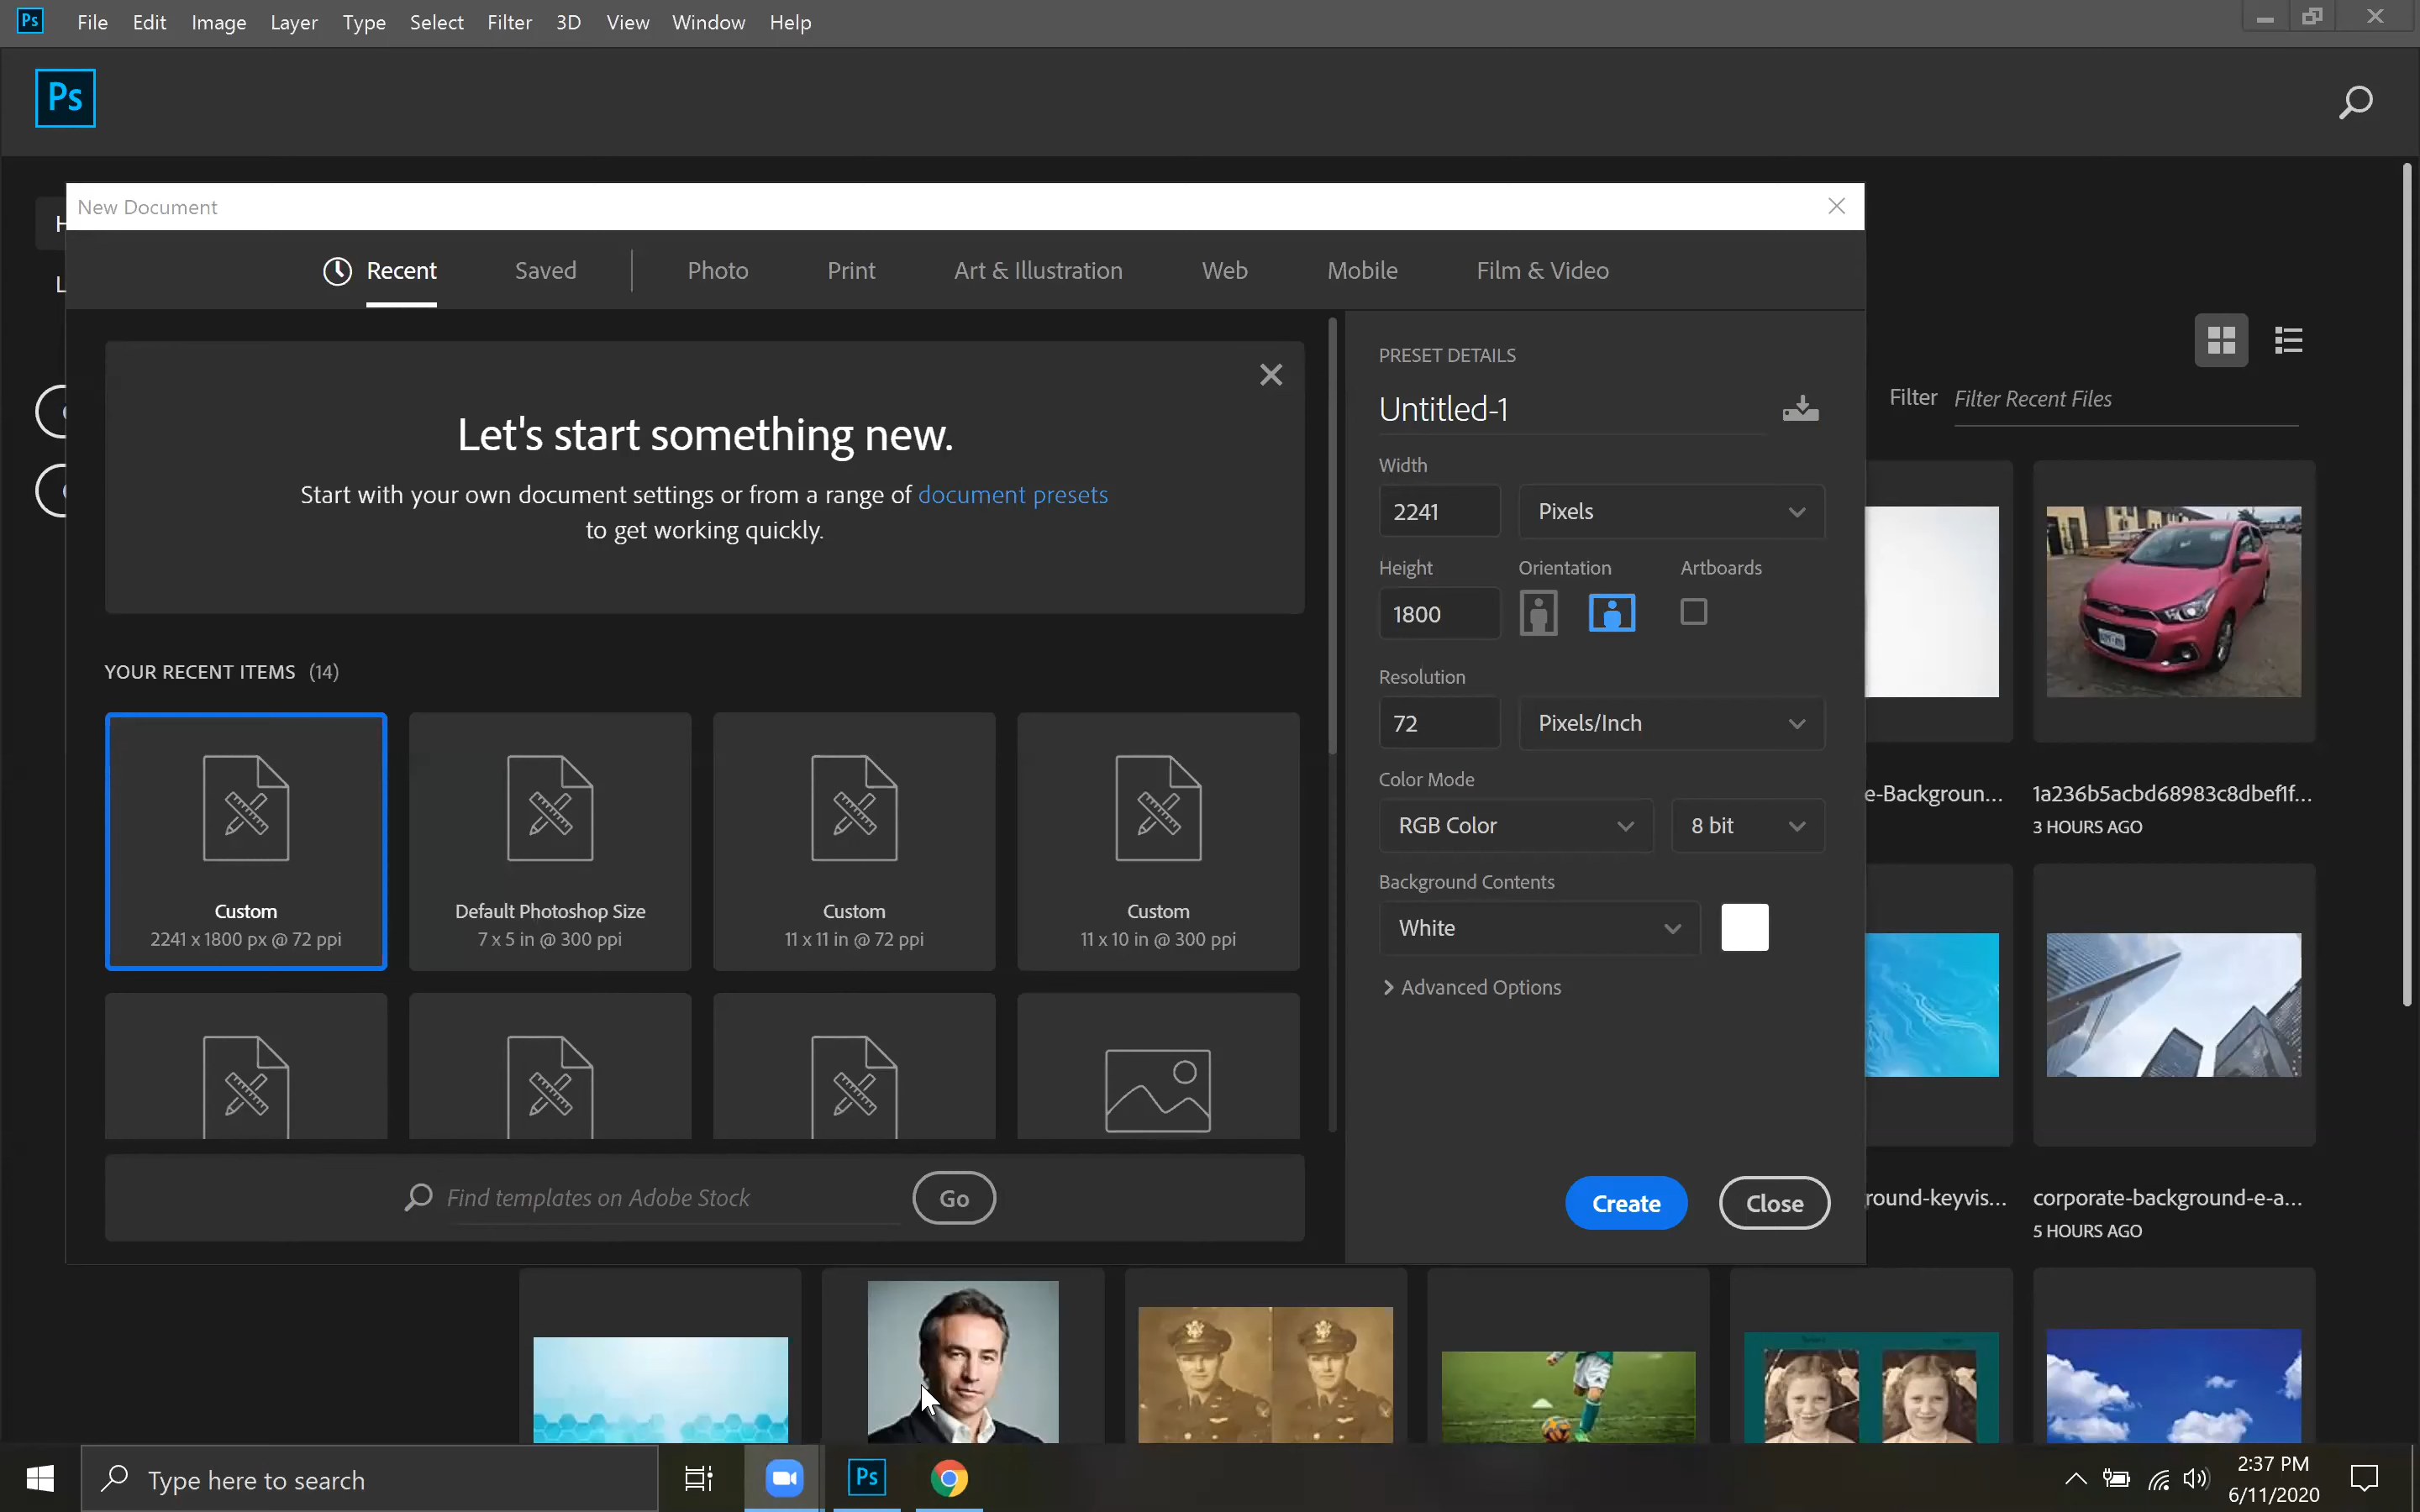 Ps File Edit Image Layer Type Select Filter 3D View Window Help
Ps
New Document
Recent Saved Photo Print Art & Illustration Web Mobile Film & Video
Let's start something new.
Start with your own document settings or from a range of document presets
to get working quickly.
YOUR RECENT ITEMS (14)
Custom
2241 x 1800 px @ 72 ppi
Default Photoshop Size
7 x 5 in @ 300 ppi
Custom
11 x 11 in @ 72 ppi
Custom
11 x 10 in @ 300 ppi
Find templates on Adobe Stock
Go
PRESET DETAILS
Untitled-1
Width
2241 Pixels
Height Orientation Artboards
1800
Resolution
72 Pixels/Inch
Color Mode
RGB Color 8 bit
Background Contents
White
Advanced Options
Create Close
Filter Filter Recent Files
e-Backgroun...
1a236b5acbd68983c8dbef1f...
3 HOURS AGO
round-keyvis...
corporate-background-e-a...
5 HOURS AGO
Type here to search
Ps
2:37 PM
6/11/2020